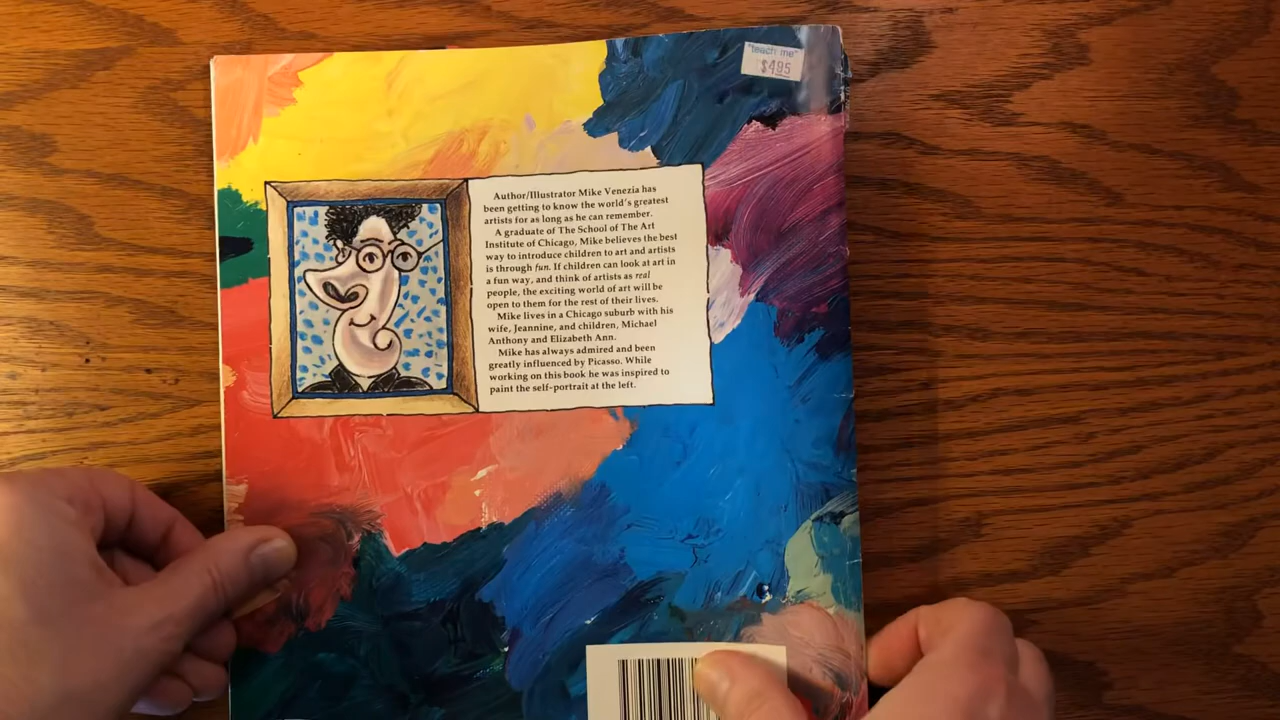 "teach me"
$4.95
Author/Illustrator Mike Venezia has
been getting to know the world's greatest
artists for as long as he can remember.
A graduate of The School of The Art
Institute of Chicago, Mike believes the best
way to introduce children to art and artists
is through fun. If children can look at art in
a fun way, and think of artists as real
people, the exciting world of art will be
open to them for the rest of their lives.
Mike lives in a Chicago suburb with his
wife, Jeannine, and children, Michael
Anthony and Elizabeth Ann.
Mike has always admired and been
greatly influenced by Picasso. While
working on this book he was inspired to
paint the self-portrait at the left.